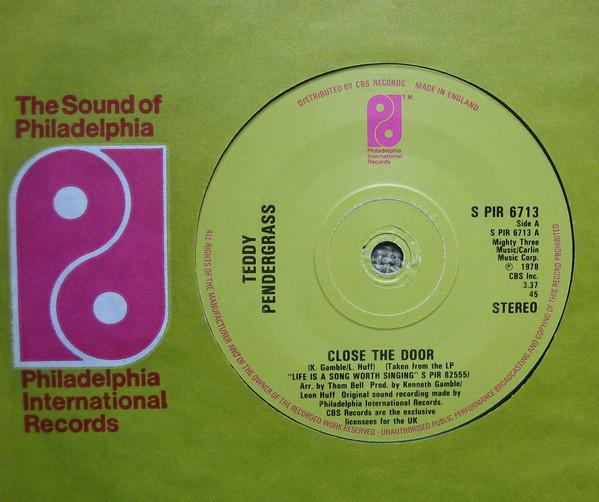 The Sound of
Philadelphia
Philadelphia
International
Records
DISTRIBUTED BY CBS RECORDS    MADE IN ENGLAND
T.M.
Philadelphia
International
Records
TEDDY
PENDERGRASS
S PIR 6713
Side A
S PIR 6713 A
Mighty Three
Music/Carlin
Music Corp.
℗ 1978
CBS Inc.
3.37
45
STEREO
CLOSE THE DOOR
(K. Gamble/L. Huff)   (Taken from the LP
"LIFE IS A SONG WORTH SINGING" S PIR 82555)
Arr. by Thom Bell   Prod. by Kenneth Gamble/
Leon Huff   Original sound recording made by
Philadelphia International Records.
CBS Records are the exclusive
licensees for the UK
ALL RIGHTS OF THE MANUFACTURER AND OF THE OWNER OF THE RECORDED WORK RESERVED - UNAUTHORISED PUBLIC PERFORMANCE BROADCASTING AND COPYING OF THIS RECORD PROHIBITED